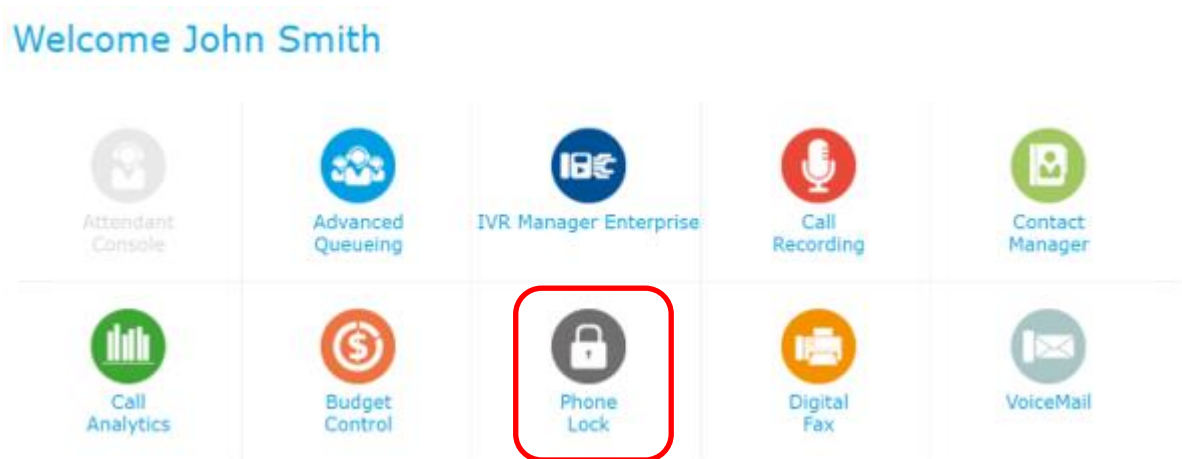 Welcome John Smith
Attendant
Console
Advanced
Queueing
IVR Manager Enterprise
Call
Recording
Contact
Manager
Call
Analytics
Budget
Control
Phone
Lock
Digital
Fax
VoiceMail